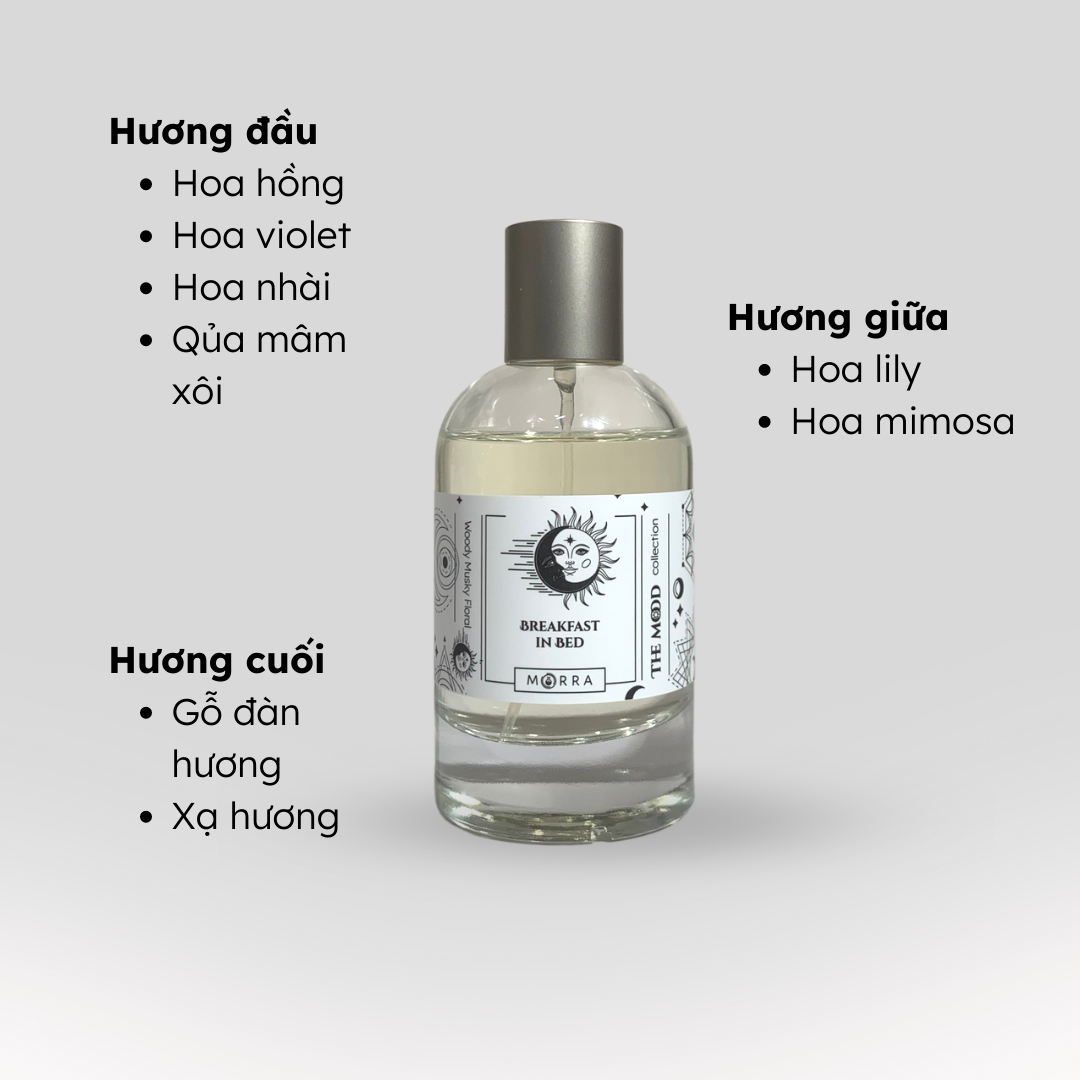 Hương đầu
• Hoa hồng
• Hoa violet
• Hoa nhài
• Qủa mâm
xôi
Hương giữa
• Hoa lily
• Hoa mimosa
Woody Musky Floral
BREAKFAST
IN BED
MORRA
THE MOOD collection
Hương cuối
• Gỗ đàn
hương
• Xạ hương